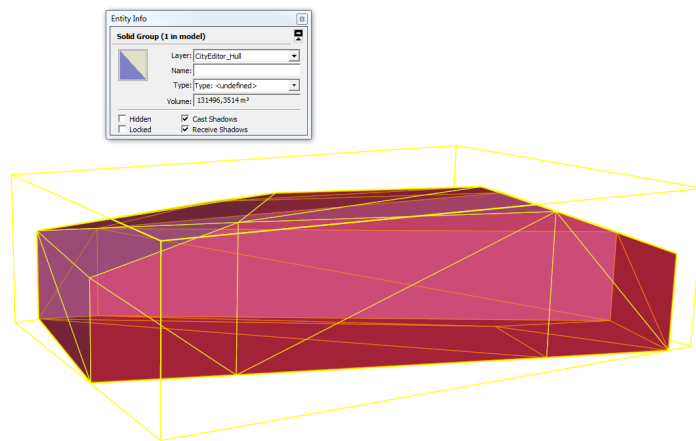 Entity Info
Solid Group (1 in model)
Layer: CityEditor_Hull
Name:
Type: Type: <undefined>
Volume: 131496,3514 m³
Hidden Cast Shadows
Locked Receive Shadows